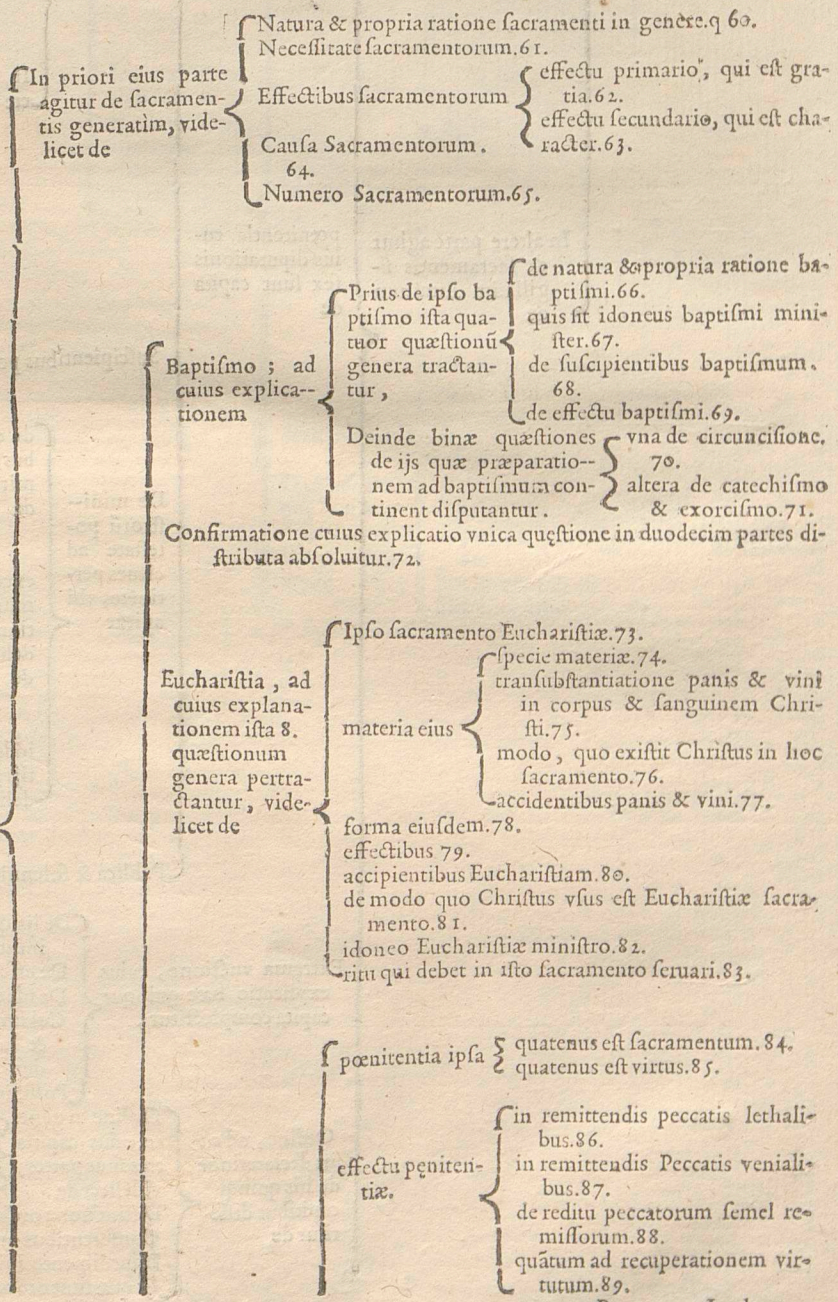 In priori eius parte
agitur de sacramen-
tis generatim, vide-
licet de
Natura & propria ratione sacramenti in genere.q 60.
Necessitate sacramentorum.61.
Effectibus sacramentorum
effectu primario, qui est gra-
tia.62.
effectu secundario, qui est cha-
racter.63.
Causa Sacramentorum.
64.
Numero Sacramentorum.65.
Baptismo ; ad
cuius explica--
tionem
Prius de ipso ba
ptismo ista qua-
tuor quæstionū
genera tractan-
tur,
de natura & propria ratione ba-
ptismi.66.
quis sit idoneus baptismi mini-
ster.67.
de suscipientibus baptismum.
68.
de effectu baptismi.69.
Deinde binæ quæstiones
de ijs quæ præparatio--
nem ad baptismum con-
tinent disputantur.
vna de circuncisione.
70.
altera de catechismo
& exorcismo.71.
Confirmatione cuius explicatio vnica quęstione in duodecim partes di-
stributa absoluitur.72.
Eucharistia, ad
cuius explana-
tionem ista 8.
quæstionum
genera pertra-
ctantur, vide-
licet de
Ipso sacramento Eucharistiæ.73.
materia eius
specie materiæ.74.
transubstantiatione panis & vini
in corpus & sanguinem Chri-
sti.75.
modo, quo existit Christus in hoc
sacramento.76.
accidentibus panis & vini.77.
forma eiusdem.78.
effectibus 79.
accipientibus Eucharistiam.80.
de modo quo Christus vsus est Eucharistiæ sacra-
mento.81.
idoneo Eucharistiæ ministro.82.
ritu qui debet in isto sacramento seruari.83.
pœnitentia ipsa
quatenus est sacramentum.84.
quatenus est virtus.85.
effectu pęniten-
tiæ.
in remittendis peccatis lethali-
bus.86.
in remittendis Peccatis veniali-
bus.87.
de reditu peccatorum semel re-
missorum.88.
quātum ad recuperationem vir-
tutum.89.